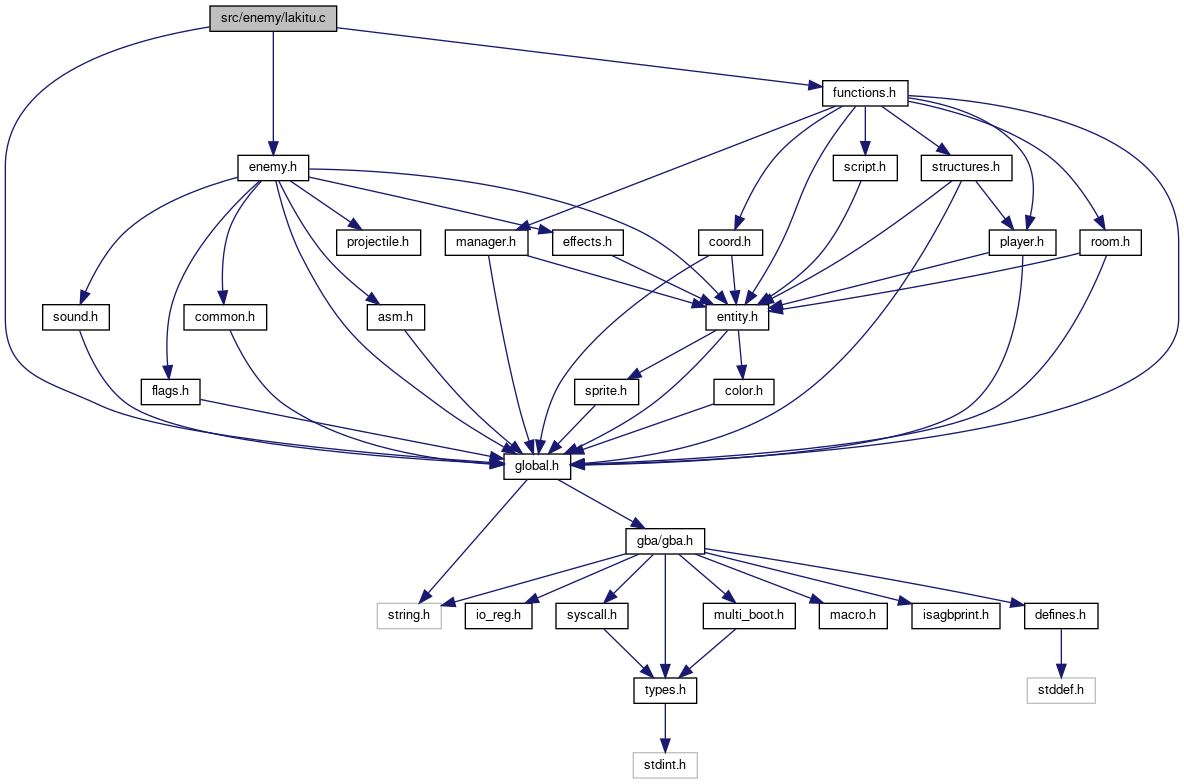 src/enemy/lakitu.c
functions.h
enemy.h
script.h
structures.h
projectile.h
manager.h
effects.h
coord.h
player.h
room.h
sound.h
common.h
asm.h
entity.h
flags.h
sprite.h
color.h
global.h
gba/gba.h
string.h
io_reg.h
syscall.h
multi_boot.h
macro.h
isagbprint.h
defines.h
types.h
stddef.h
stdint.h